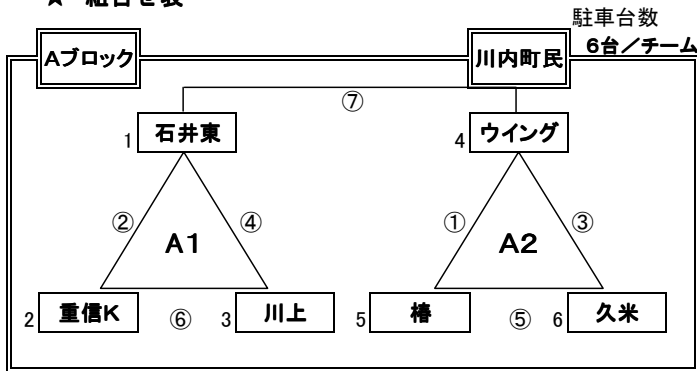 ★ 組合せ表
駐車台数
6台／チーム
Aブロック
川内町民
⑦
1 石井東
4 ウイング
② ④ ① ③
A1 A2
2 重信K ⑥ 3 川上 5 椿 ⑤ 6 久米